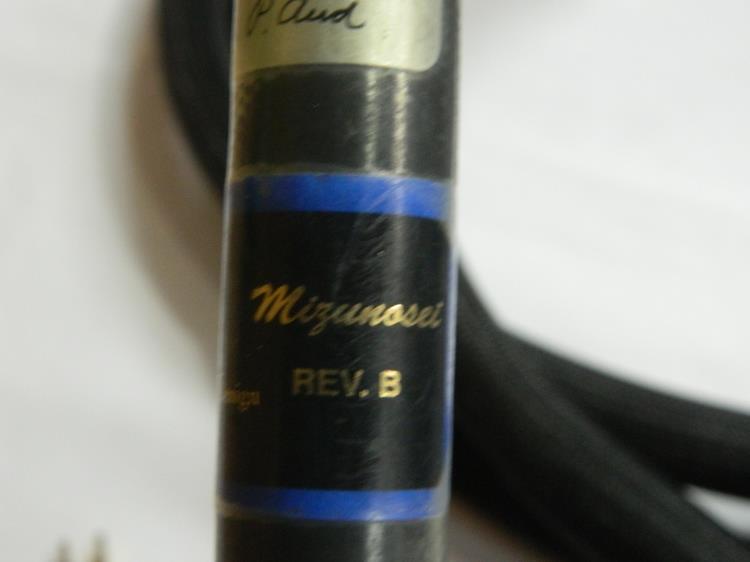 P. Aud
Mizunosei
REV. B